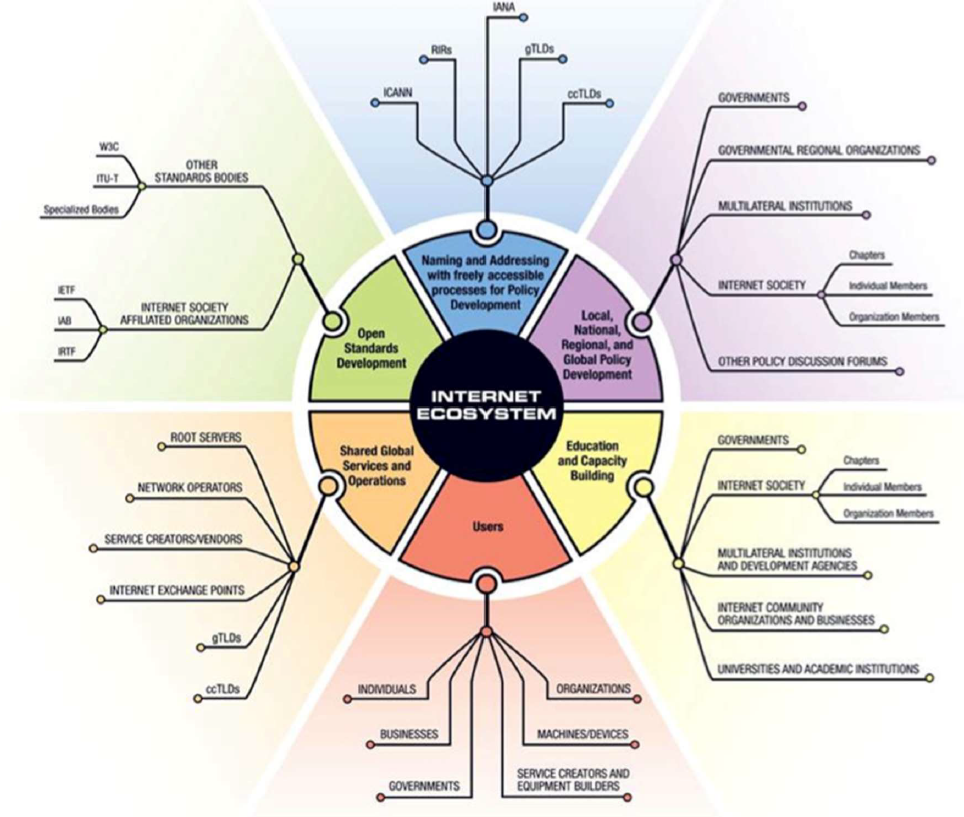 IANA
RIRs
gTLDs
ICANN
ccTLDs
W3C
ITU-T
Specialized Bodies
OTHER
STANDARDS BODIES
IETF
IAB
IRTF
INTERNET SOCIETY
AFFILIATED ORGANIZATIONS
GOVERNMENTS
GOVERNMENTAL REGIONAL ORGANIZATIONS
MULTILATERAL INSTITUTIONS
INTERNET SOCIETY
Chapters
Individual Members
Organization Members
OTHER POLICY DISCUSSION FORUMS
Naming and Addressing
with freely accessible
processes for Policy
Development
Open
Standards
Development
Local,
National,
Regional, and
Global Policy
Development
INTERNET
ECOSYSTEM
Shared Global
Services and
Operations
Education
and Capacity
Building
Users
ROOT SERVERS
NETWORK OPERATORS
SERVICE CREATORS/VENDORS
INTERNET EXCHANGE POINTS
gTLDs
ccTLDs
GOVERNMENTS
INTERNET SOCIETY
Chapters
Individual Members
Organization Members
MULTILATERAL INSTITUTIONS
AND DEVELOPMENT AGENCIES
INTERNET COMMUNITY
ORGANIZATIONS AND BUSINESSES
UNIVERSITIES AND ACADEMIC INSTITUTIONS
INDIVIDUALS
BUSINESSES
GOVERNMENTS
ORGANIZATIONS
MACHINES/DEVICES
SERVICE CREATORS AND
EQUIPMENT BUILDERS